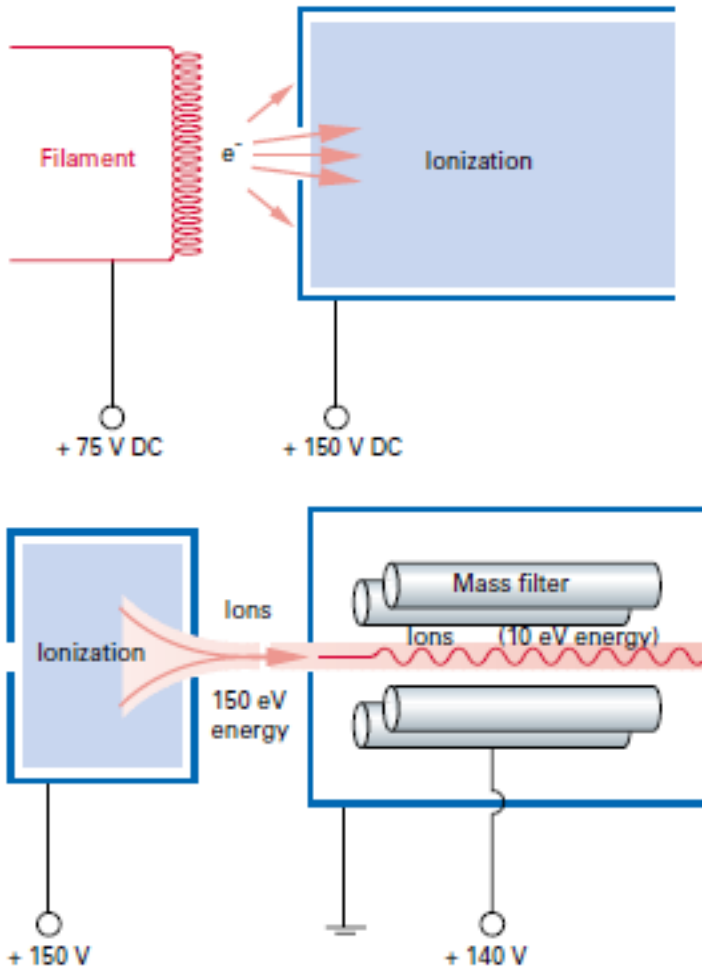 Filament
e-
Ionization
+ 75 V DC
+ 150 V DC
Mass filter
Ions
Ions (10 eV energy)
Ionization
150 eV
energy
+ 150 V
+ 140 V